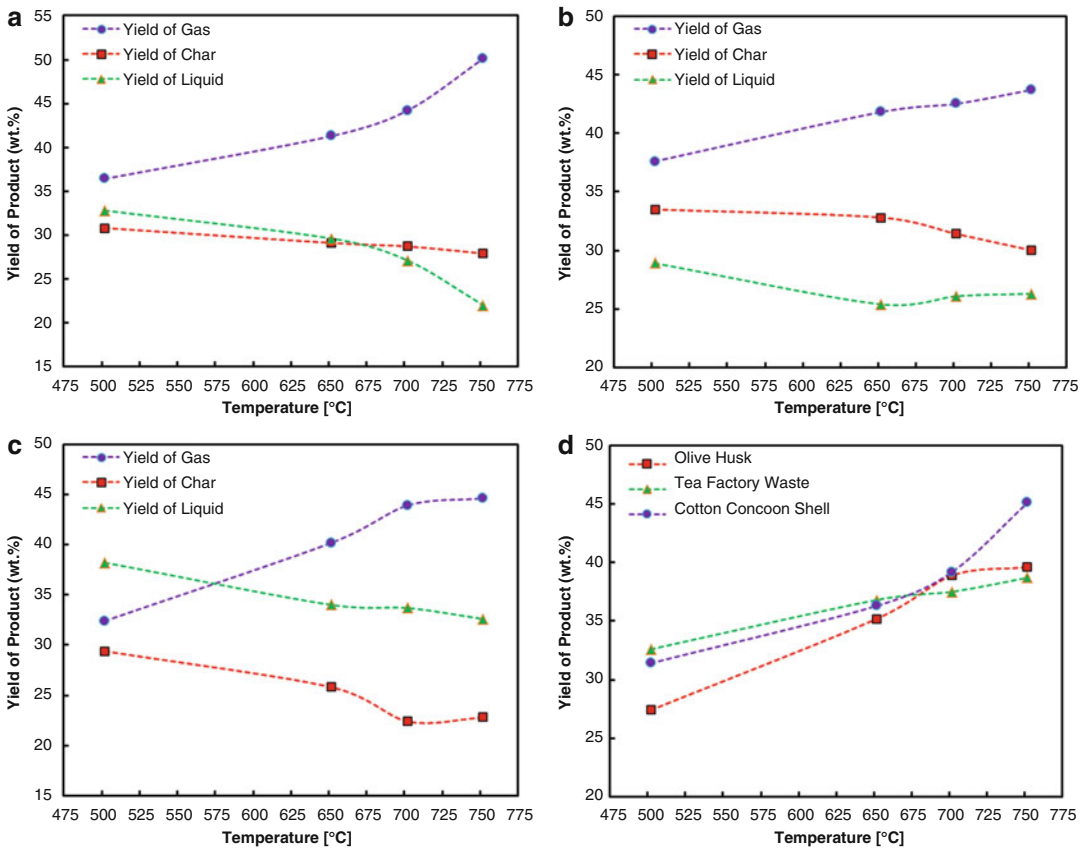 a
55
50
45
40
35
30
25
20
15
Yield of Product (wt.%)
Yield of Gas
Yield of Char
Yield of Liquid
475 500 525 550 575 600 625 650 675 700 725 750 775
Temperature [°C]
b
50
45
40
35
30
25
20
Yield of Product (wt.%)
Yield of Gas
Yield of Char
Yield of Liquid
475 500 525 550 575 600 625 650 675 700 725 750 775
Temperature [°C]
c
50
45
40
35
30
25
20
15
Yield of Product (wt.%)
Yield of Gas
Yield of Char
Yield of Liquid
475 500 525 550 575 600 625 650 675 700 725 750 775
Temperature [°C]
d
50
45
40
35
30
25
20
Yield of Product (wt.%)
Olive Husk
Tea Factory Waste
Cotton Concoon Shell
475 500 525 550 575 600 625 650 675 700 725 750 775
Temperature [°C]